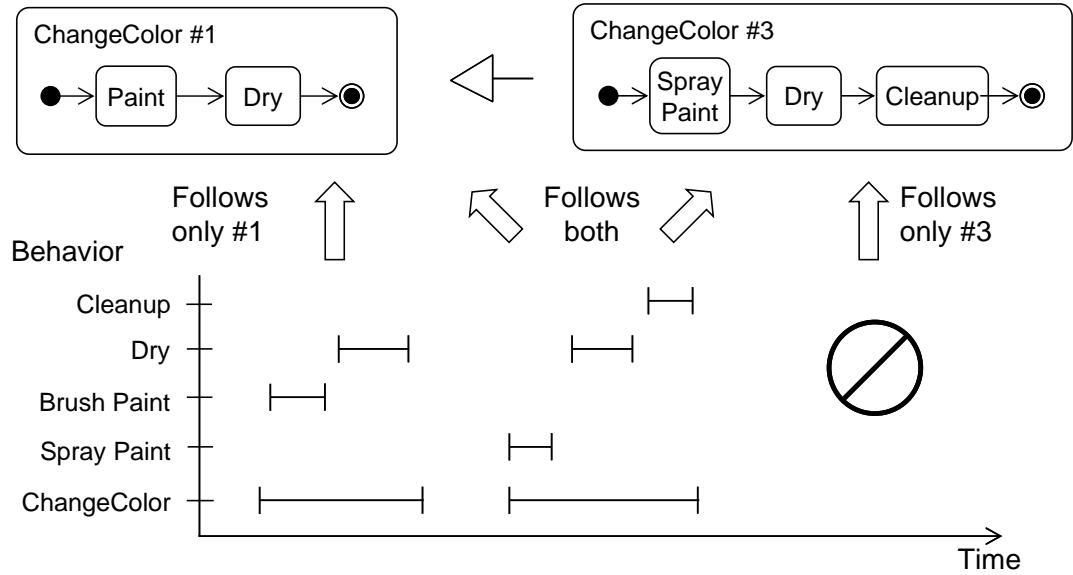 ChangeColor #1
Paint
Dry
ChangeColor #3
Spray
Paint
Dry
Cleanup
Follows
only #1
Follows
both
Follows
only #3
Behavior
Cleanup
Dry
Brush Paint
Spray Paint
ChangeColor
Time